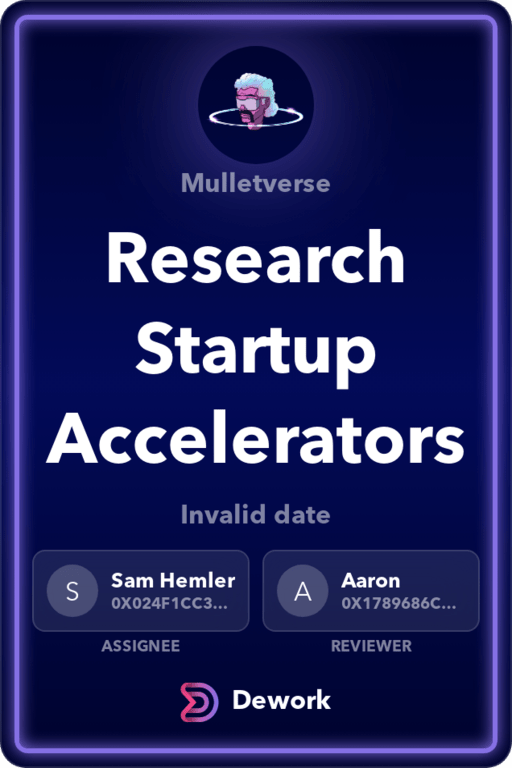 Mulletverse
Research
Startup
Accelerators
Invalid date
S
Sam Hemler
0X024F1CC3...
ASSIGNEE
A
Aaron
0X1789686C...
REVIEWER
Dework